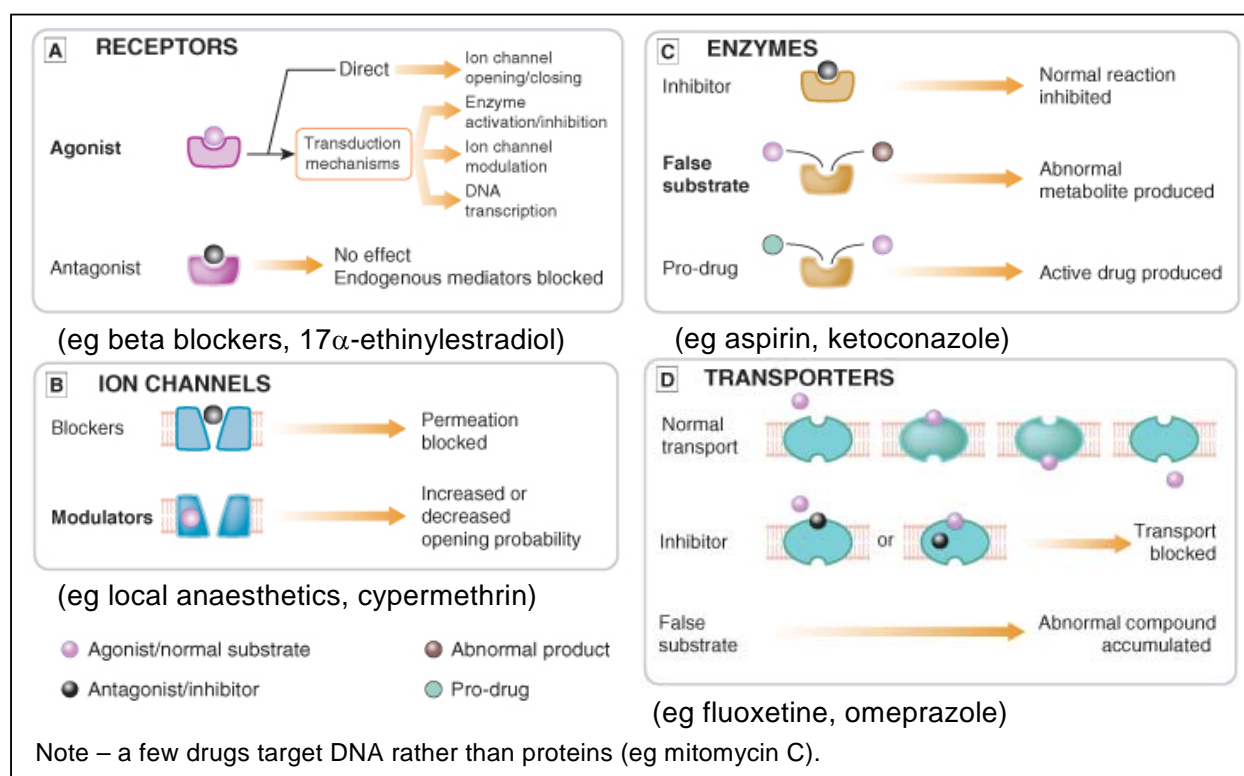 A RECEPTORS
Direct
Ion channel
opening/closing
Agonist
Transduction
mechanisms
Enzyme
activation/inhibition
Ion channel
modulation
DNA
transcription
Antagonist
No effect
Endogenous mediators blocked
(eg beta blockers, 17α-ethinylestradiol)
B ION CHANNELS
Blockers
Permeation
blocked
Modulators
Increased or
decreased
opening probability
(eg local anaesthetics, cypermethrin)
Agonist/normal substrate
Abnormal product
Antagonist/inhibitor
Pro-drug
C ENZYMES
Inhibitor
Normal reaction
inhibited
False
substrate
Abnormal
metabolite produced
Pro-drug
Active drug produced
(eg aspirin, ketoconazole)
D TRANSPORTERS
Normal
transport
Inhibitor
or
Transport
blocked
False
substrate
Abnormal compound
accumulated
(eg fluoxetine, omeprazole)
Note – a few drugs target DNA rather than proteins (eg mitomycin C).